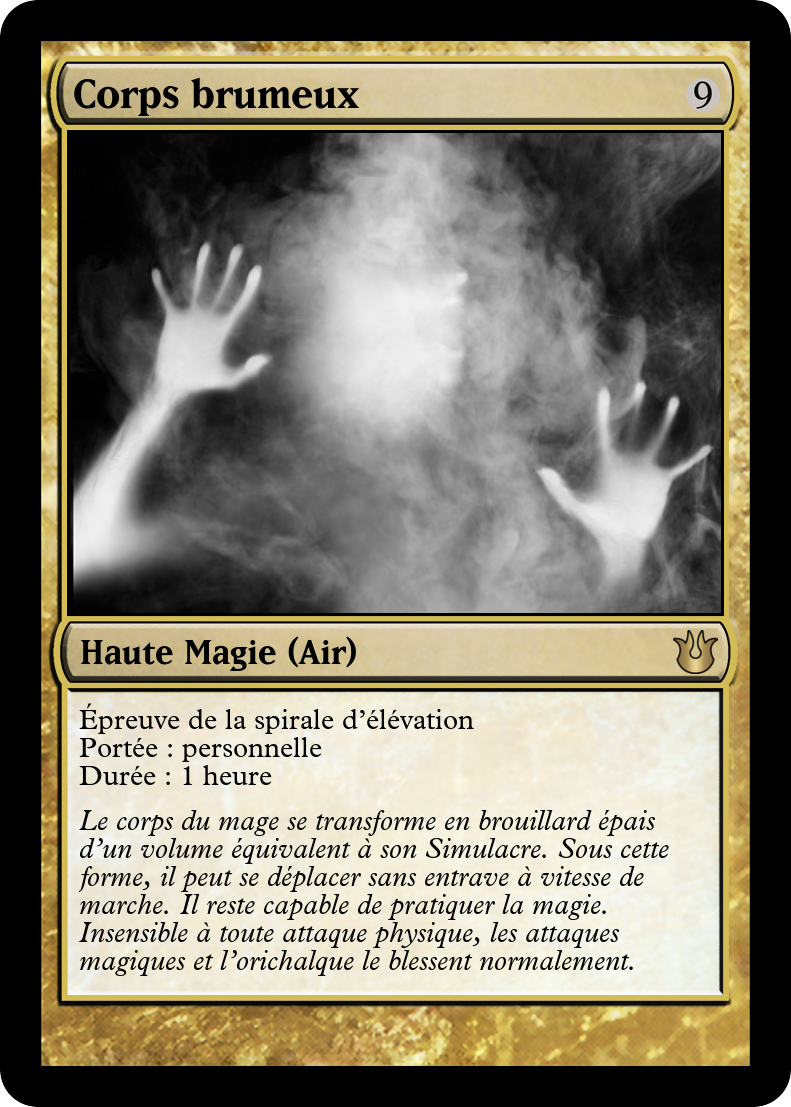 Corps brumeux 9
Haute Magie (Air)
Épreuve de la spirale d'élévation
Portée : personnelle
Durée : 1 heure
Le corps du mage se transforme en brouillard épais
d'un volume équivalent à son Simulacre. Sous cette
forme, il peut se déplacer sans entrave à vitesse de
marche. Il reste capable de pratiquer la magie.
Insensible à toute attaque physique, les attaques
magiques et l'orichalque le blessent normalement.